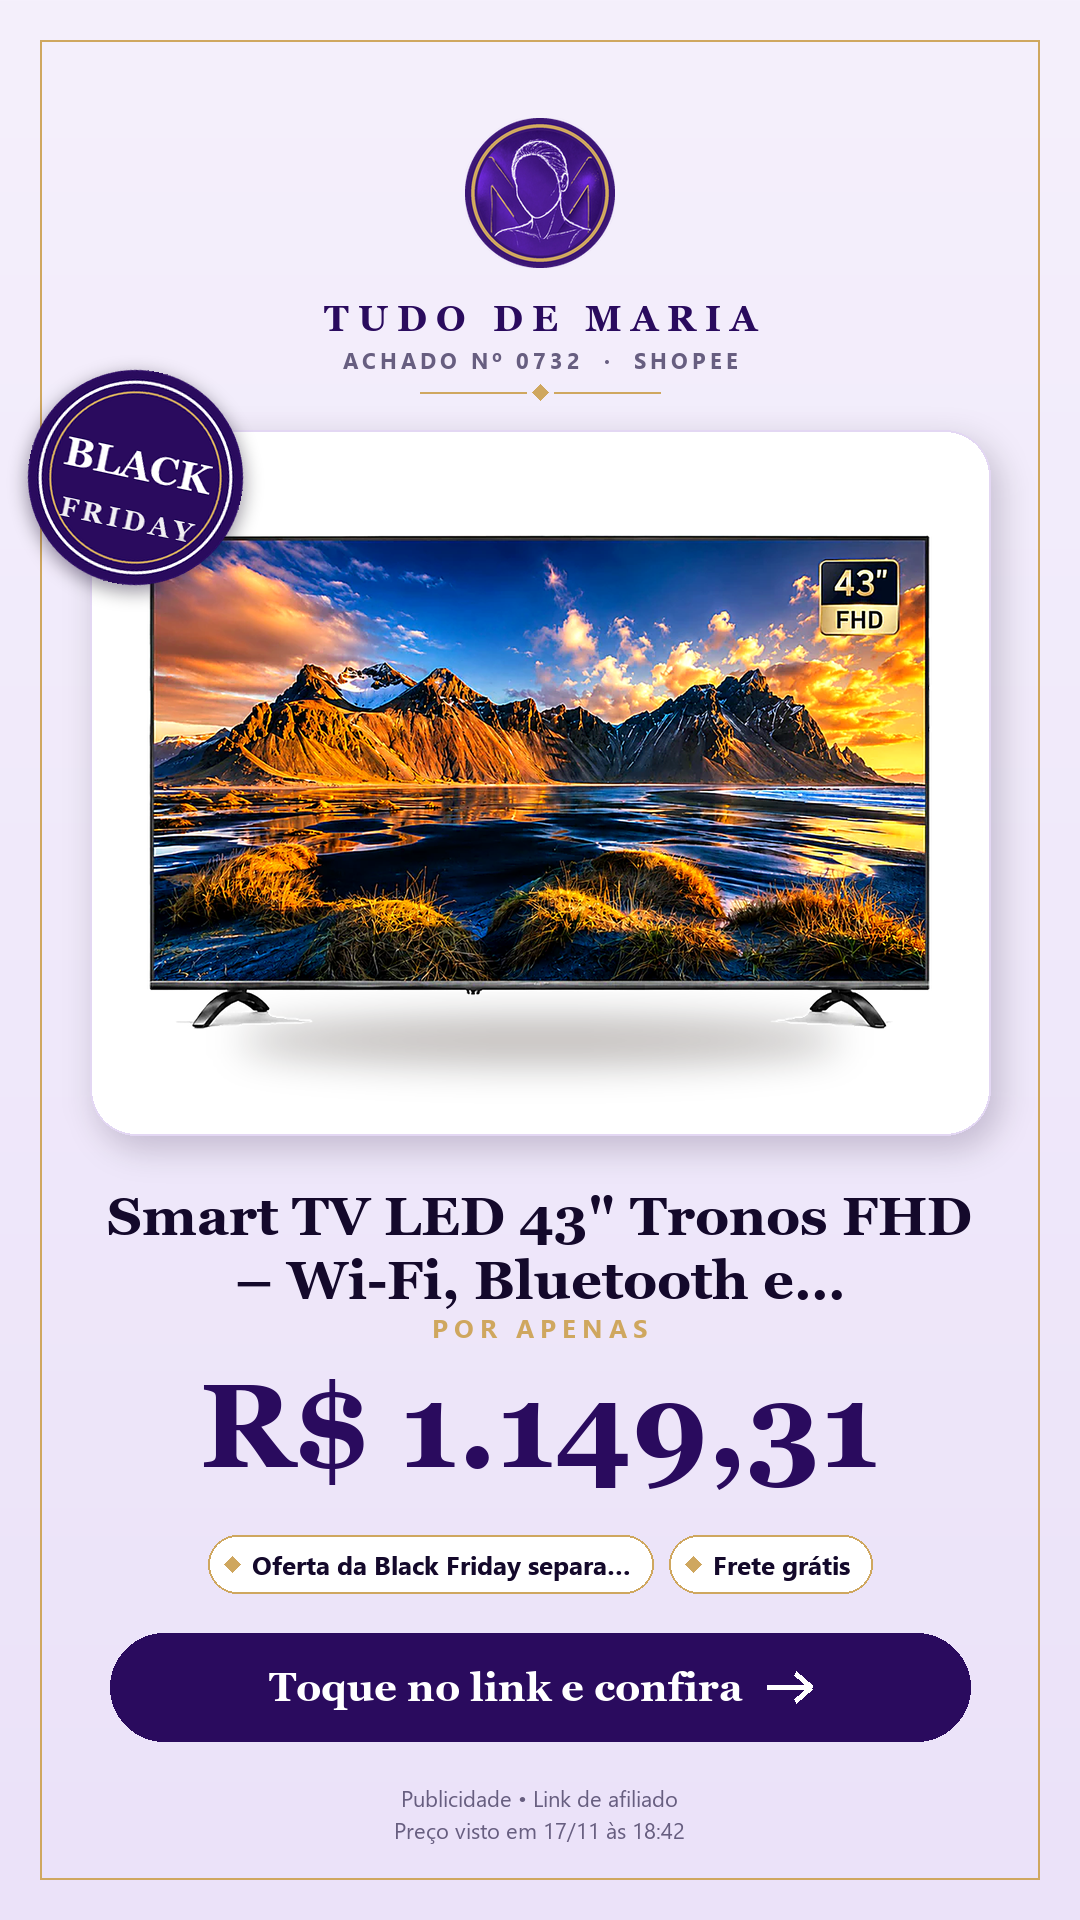 TUDO DE MARIA
ACHADO Nº 0732 · SHOPEE
BLACK
FRIDAY
43"
FHD
Smart TV LED 43" Tronos FHD
– Wi-Fi, Bluetooth e...
POR APENAS
R$ 1.149,31
Oferta da Black Friday separa...
Frete grátis
Toque no link e confira →
Publicidade • Link de afiliado
Preço visto em 17/11 às 18:42